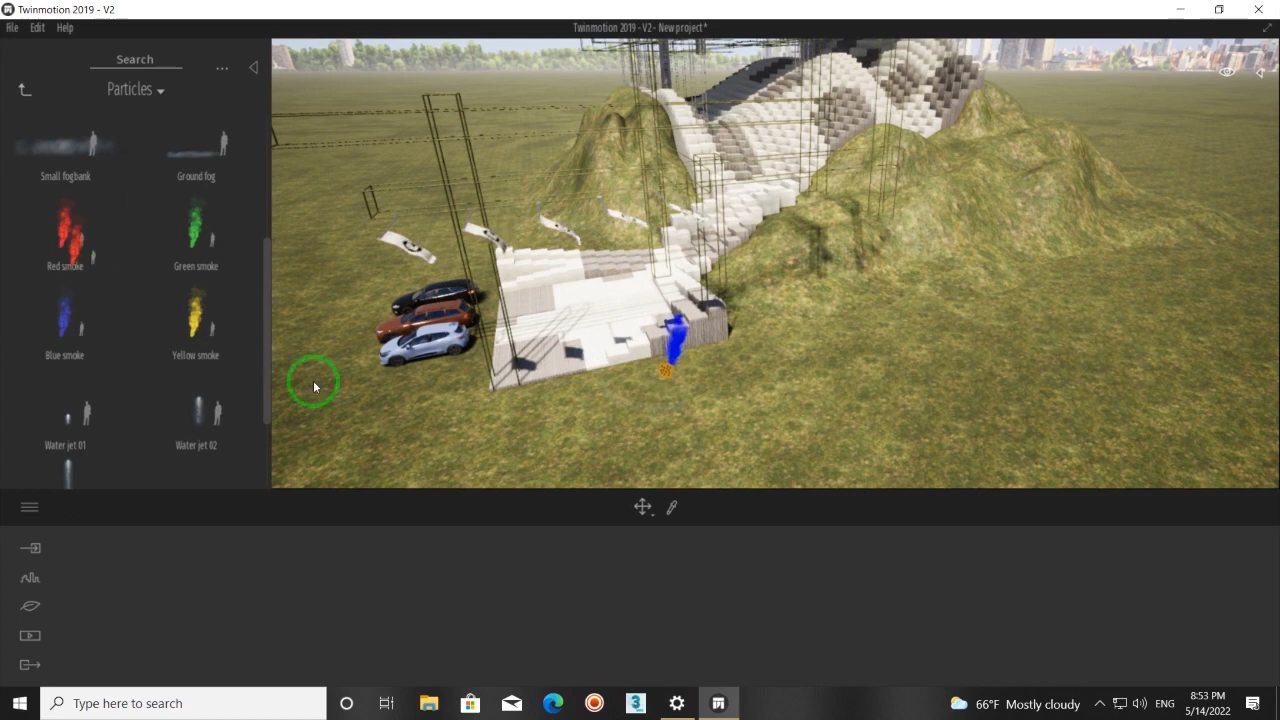 Twinmotion 2019 - V2
File Edit Help
Twinmotion 2019 - V2 - New project*
Search
...
Particles
Small fogbank
Ground fog
Red smoke
Green smoke
Blue smoke
Yellow smoke
Water jet 01
Water jet 02
Type here to search
3
66°F Mostly cloudy
ENG
8:53 PM
5/14/2022